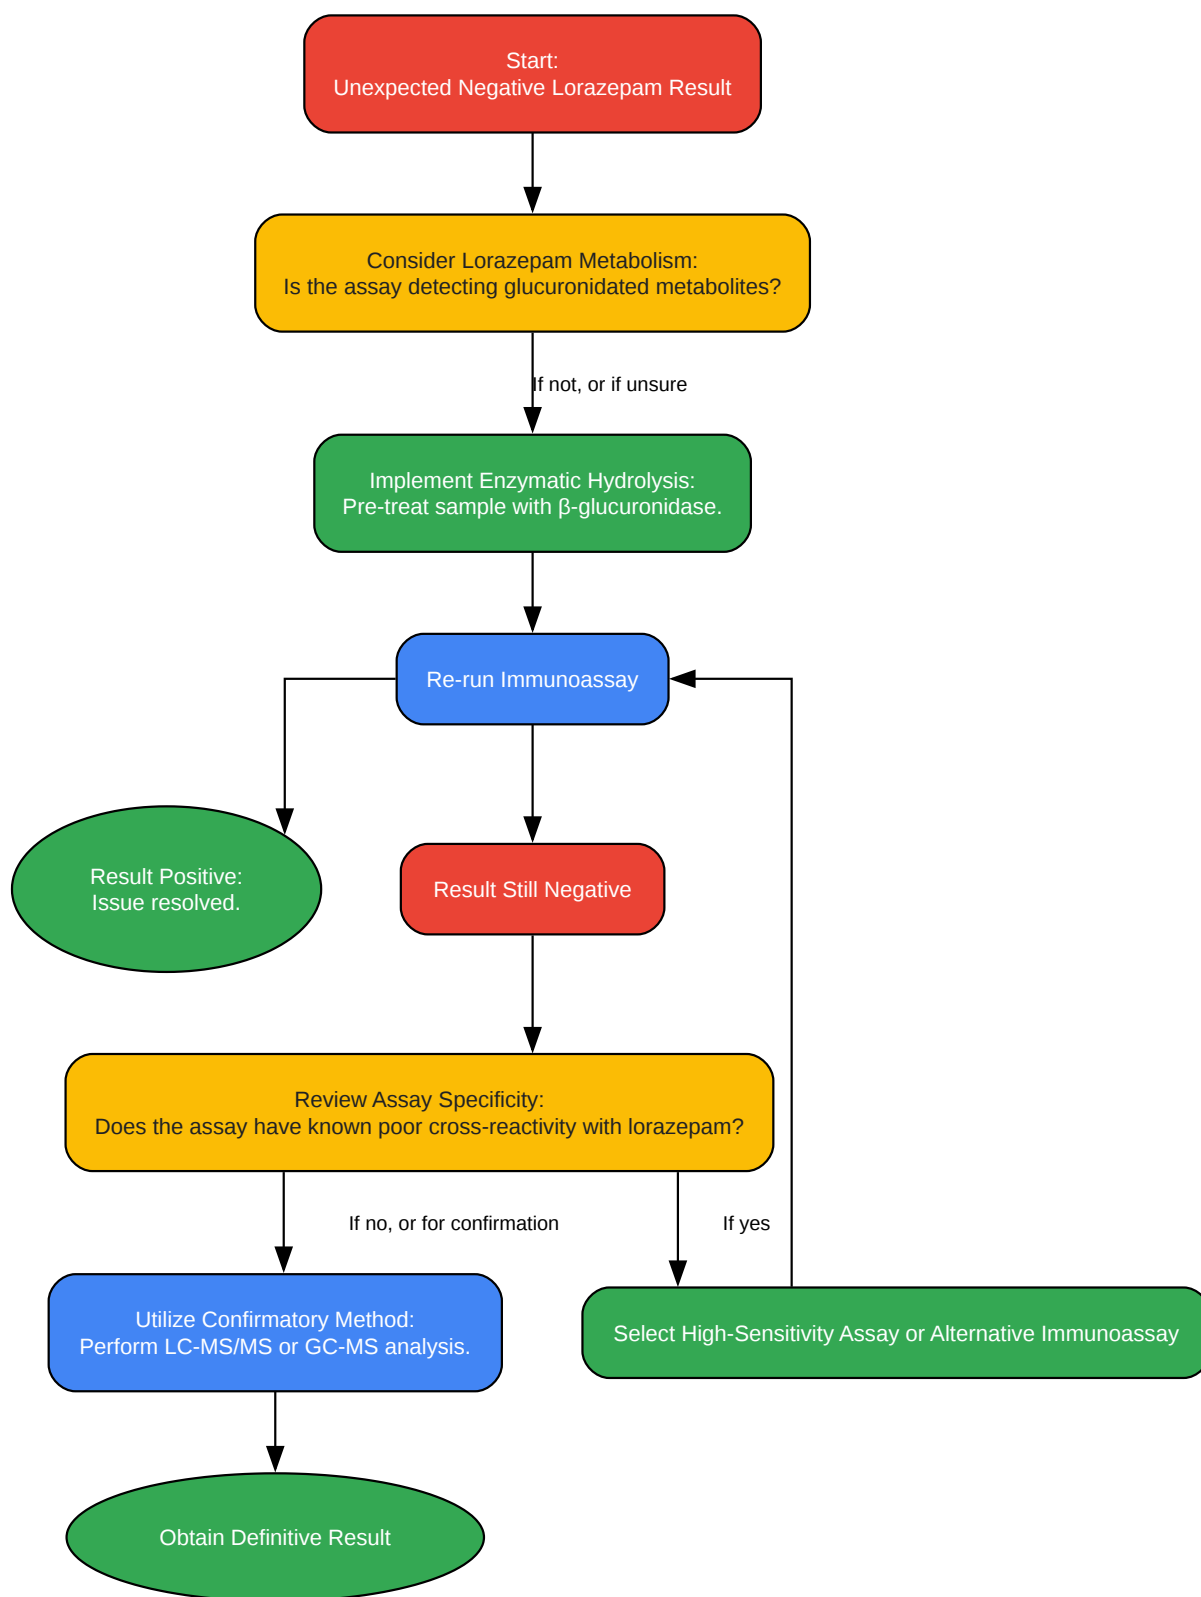 Start:
Unexpected Negative Lorazepam Result
Consider Lorazepam Metabolism:
Is the assay detecting glucuronidated metabolites?
If not, or if unsure
Implement Enzymatic Hydrolysis:
Pre-treat sample with β-glucuronidase.
Re-run Immunoassay
Result Positive:
Issue resolved.
Result Still Negative
Review Assay Specificity:
Does the assay have known poor cross-reactivity with lorazepam?
If no, or for confirmation
If yes
Utilize Confirmatory Method:
Perform LC-MS/MS or GC-MS analysis.
Select High-Sensitivity Assay or Alternative Immunoassay
Obtain Definitive Result